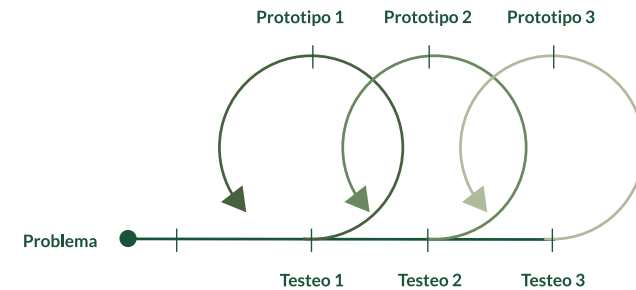 Prototipo 1
Prototipo 2
Prototipo 3
Problema
Testeo 1
Testeo 2
Testeo 3